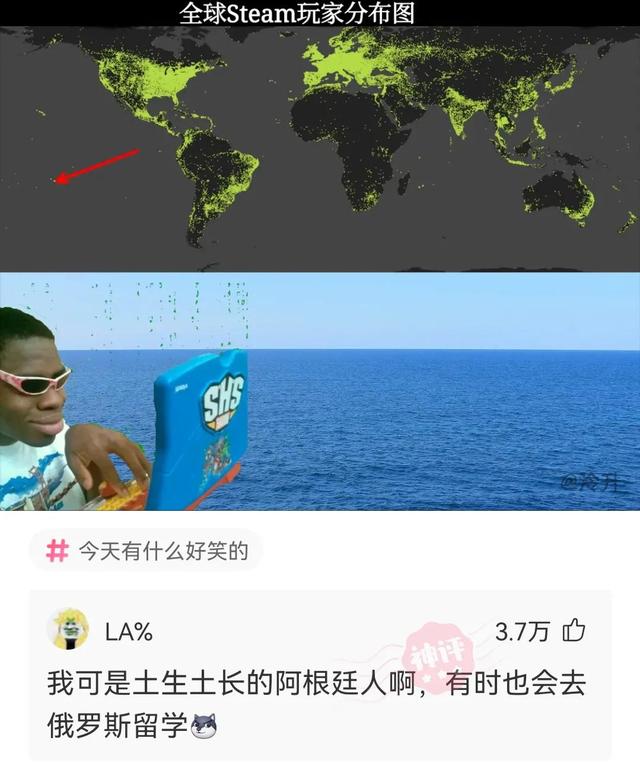 全球Steam玩家分布图
SHS
@冷月
# 今天有什么好笑的
LA%
3.7万
神评
我可是土生土长的阿根廷人啊，有时也会去
俄罗斯留学